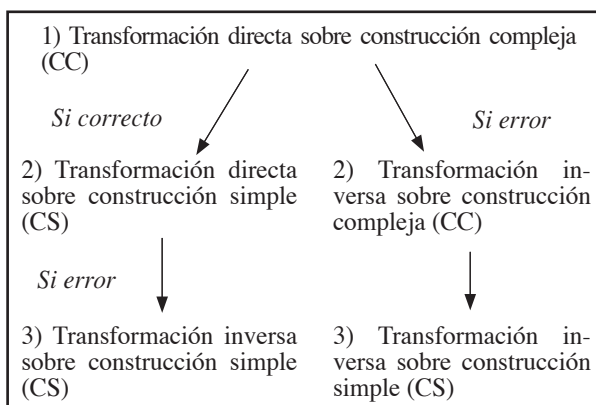 1) Transformación directa sobre construcción compleja
(CC)
Si correcto
Si error
2) Transformación directa
sobre construcción simple
(CS)
2) Transformación in-
versa sobre construcción
compleja (CC)
Si error
3) Transformación inversa
sobre construcción simple
(CS)
3) Transformación in-
versa sobre construcción
simple (CS)